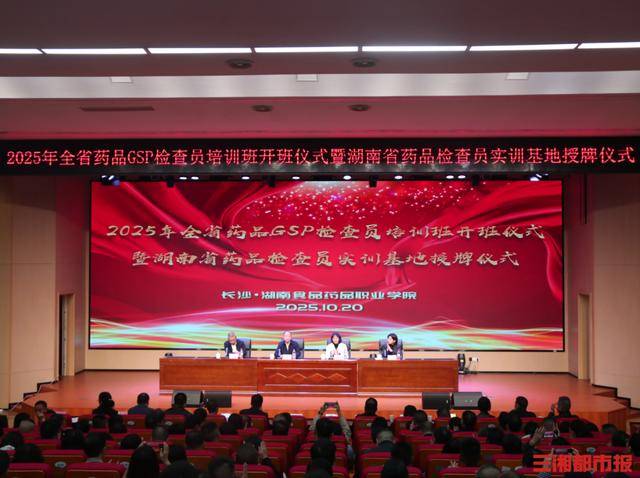 2025年全省药品GSP检查员培训班开班仪式暨湖南省药品检查员实训基地授牌仪式
2025年全省药品GSP检查员培训班开班仪式
暨湖南省药品检查员实训基地授牌仪式
长沙·湖南食品药品职业学院
2025.10.20
三湘都市报